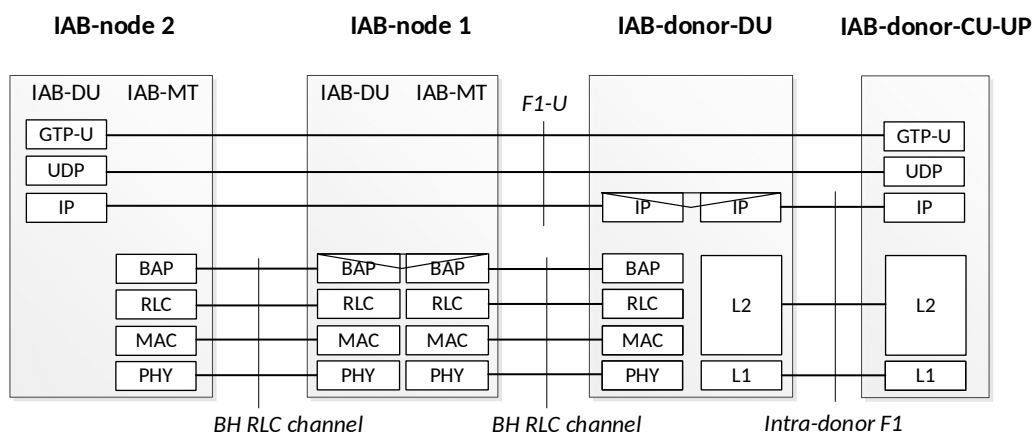 IAB-node 2 IAB-node 1 IAB-donor-DU IAB-donor-CU-UP
IAB-DU IAB-MT IAB-DU IAB-MT
F1-U
GTP-U GTP-U
UDP UDP
IP IP IP IP
BAP BAP BAP BAP
RLC RLC RLC RLC L2 L2
MAC MAC MAC MAC
PHY PHY PHY PHY L1 L1
BH RLC channel BH RLC channel Intra-donor F1